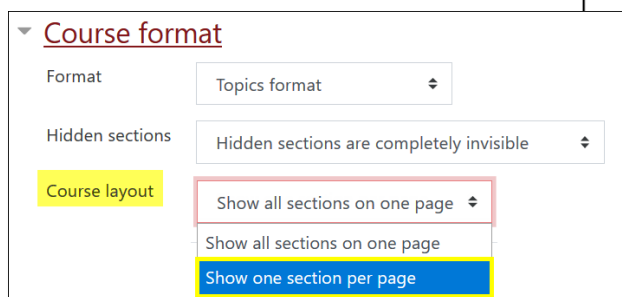 Course format
Format
Topics format
Hidden sections
Hidden sections are completely invisible
Course layout
Show all sections on one page
Show all sections on one page
Show one section per page